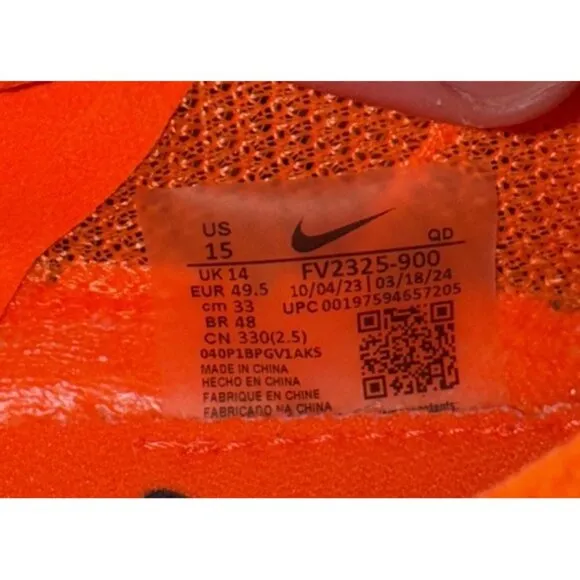 US
15
QD
UK 14
FV2325-900
EUR 49.5
10/04/23 | 03/18/24
cm 33
UPC 00197594657205
BR 48
CN 330(2.5)
040P1BPGV1AKS
MADE IN CHINA
HECHO EN CHINA
FABRIQUE EN CHINE
FABRICADO NA CHINA